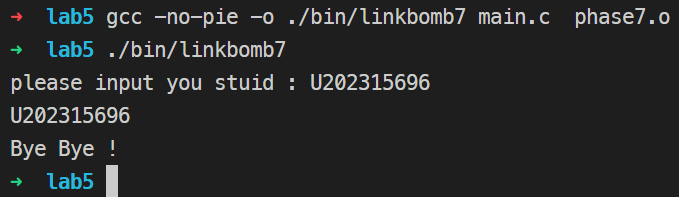 ➜ lab5 gcc -no-pie -o ./bin/linkbomb7 main.c  phase7.o
➜ lab5 ./bin/linkbomb7
please input you stuid : U202315696
U202315696
Bye Bye !
➜ lab5